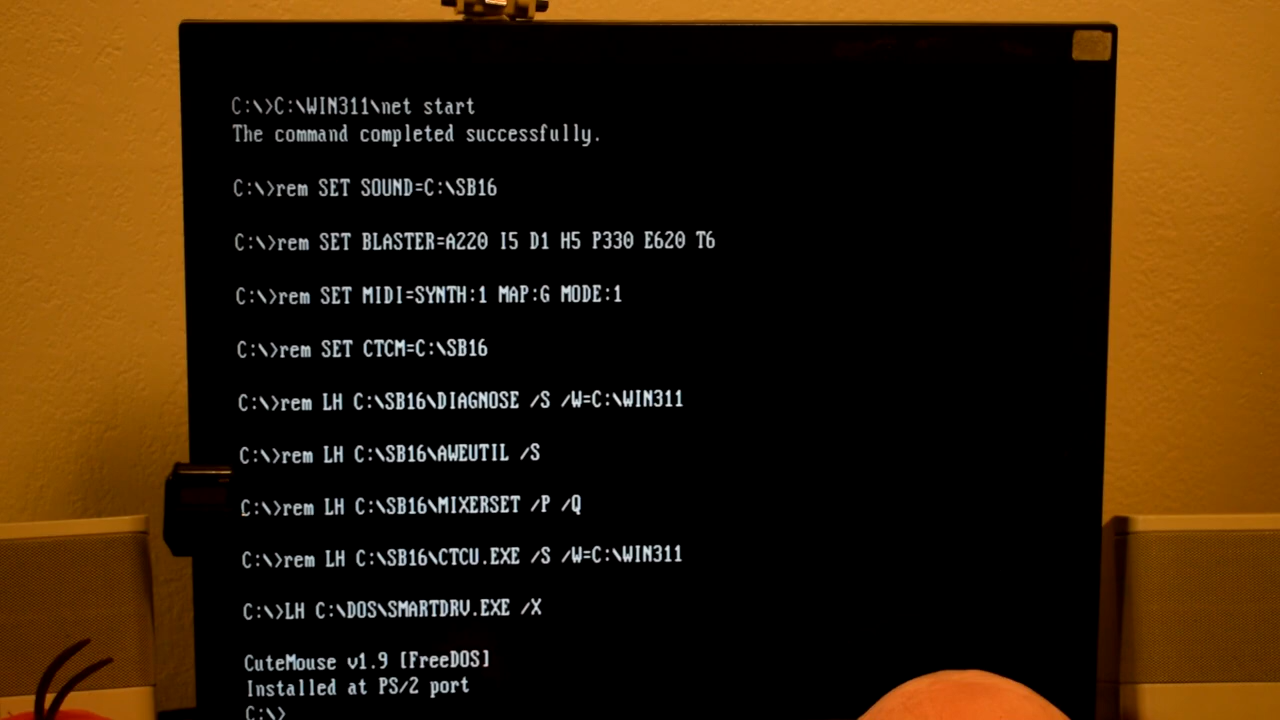 C:\>C:\WIN311\net start
The command completed successfully.
C:\>rem SET SOUND=C:\SB16
C:\>rem SET BLASTER=A220 I5 D1 H5 P330 E620 T6
C:\>rem SET MIDI=SYNTH:1 MAP:G MODE:1
C:\>rem SET CTCM=C:\SB16
C:\>rem LH C:\SB16\DIAGNOSE /S /W=C:\WIN311
C:\>rem LH C:\SB16\AWEUTIL /S
C:\>rem LH C:\SB16\MIXERSET /P /Q
C:\>rem LH C:\SB16\CTCU.EXE /S /W=C:\WIN311
C:\>LH C:\DOS\SMARTDRV.EXE /X
CuteMouse v1.9 [FreeDOS]
Installed at PS/2 port
C:\>